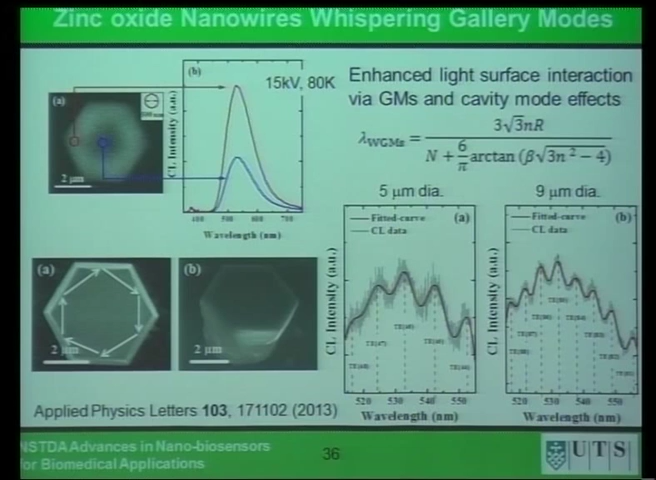 Zinc oxide Nanowires Whispering Gallery Modes
(a)
2 μm
(b)
15kV, 80K
CL Intensity (a.u.)
400 500 600 700
Wavelength (nm)
Enhanced light surface interaction
via GMs and cavity mode effects
λWGMs = 3√3nR / (N + 6/π arctan (β√3n² − 4))
5 μm dia.
9 μm dia.
(a)
2 μm
(b)
2 μm
Fitted-curve
CL data
(a)
CL Intensity (a.u.)
520 530 540 550
Wavelength (nm)
Fitted-curve
CL data
(b)
CL Intensity (a.u.)
520 530 540 550
Wavelength (nm)
Applied Physics Letters 103, 171102 (2013)
NSTDA Advances in Nano-biosensors
for Biomedical Applications
36
UTS